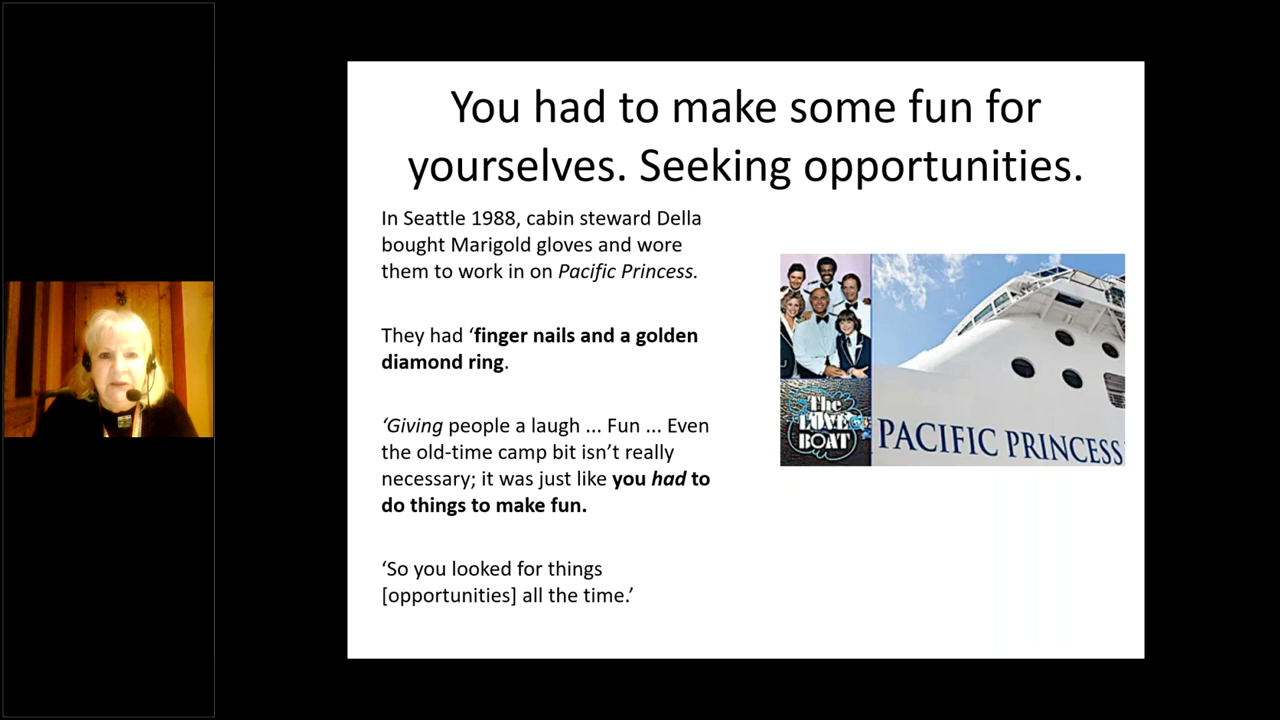 You had to make some fun for
yourselves. Seeking opportunities.
In Seattle 1988, cabin steward Della
bought Marigold gloves and wore
them to work in on Pacific Princess.
They had ‘finger nails and a golden
diamond ring.
‘Giving people a laugh ... Fun ... Even
the old-time camp bit isn’t really
necessary; it was just like you had to
do things to make fun.
‘So you looked for things
[opportunities] all the time.’
The
LOVE
BOAT
PACIFIC PRINCESS